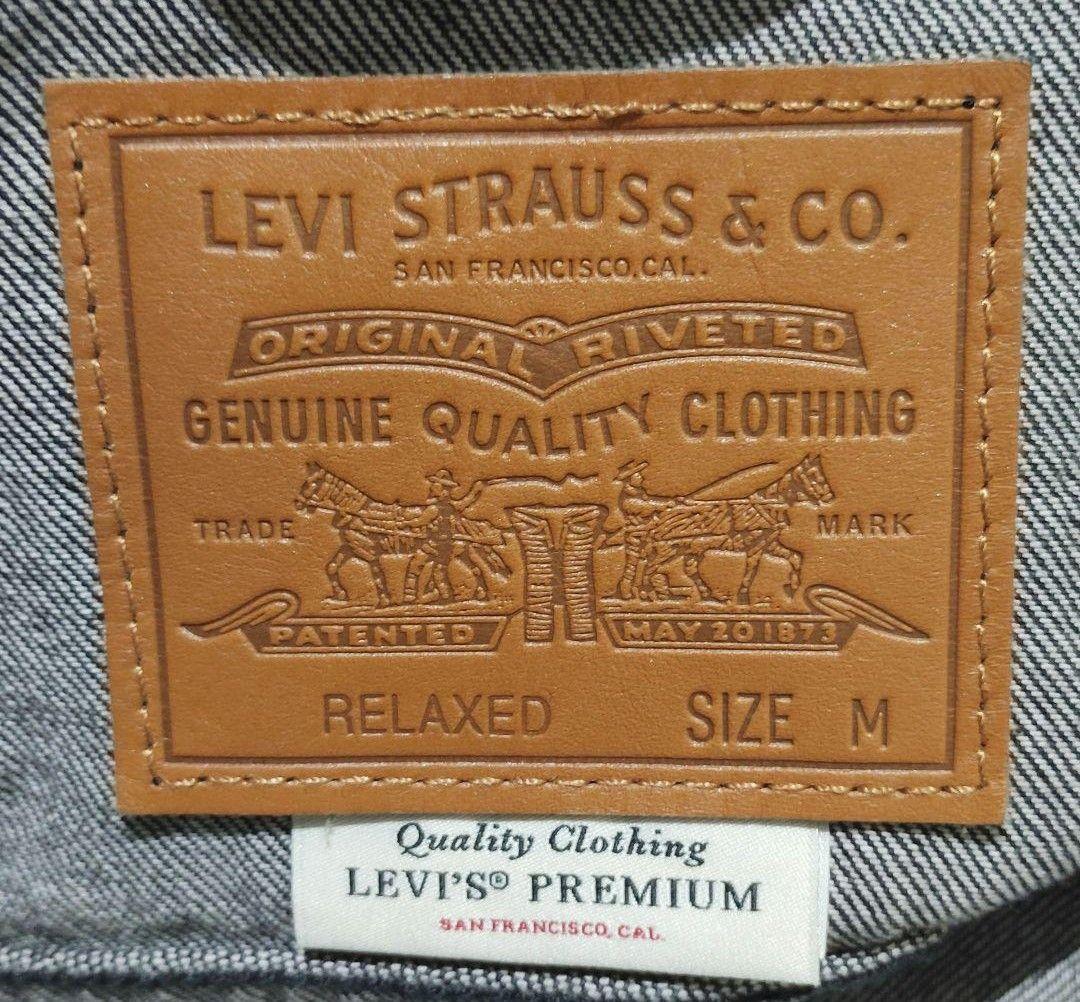 LEVI STRAUSS & CO.
SAN FRANCISCO, CAL.
ORIGINAL RIVETED
GENUINE QUALITY CLOTHING
TRADE MARK
PATENTED MAY 20 1873
RELAXED SIZE M
Quality Clothing
LEVI'S® PREMIUM
SAN FRANCISCO, CAL.